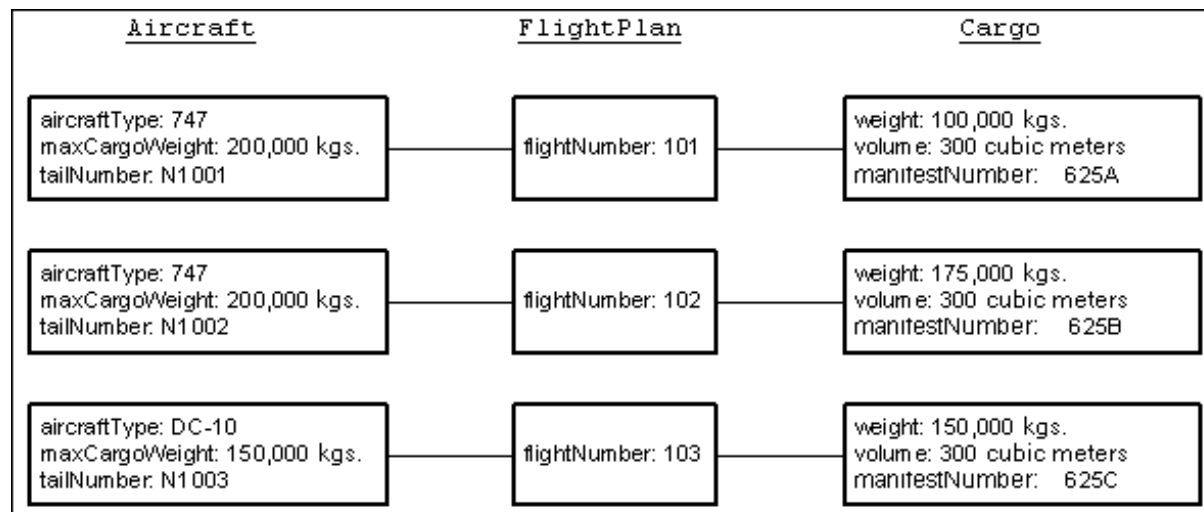 Aircraft
FlightPlan
Cargo
aircraftType: 747
maxCargoWeight: 200,000 kgs.
tailNumber: N1001
flightNumber: 101
weight: 100,000 kgs.
volume: 300 cubic meters
manifestNumber: 625A
aircraftType: 747
maxCargoWeight: 200,000 kgs.
tailNumber: N1002
flightNumber: 102
weight: 175,000 kgs.
volume: 300 cubic meters
manifestNumber: 625B
aircraftType: DC-10
maxCargoWeight: 150,000 kgs.
tailNumber: N1003
flightNumber: 103
weight: 150,000 kgs.
volume: 300 cubic meters
manifestNumber: 625C